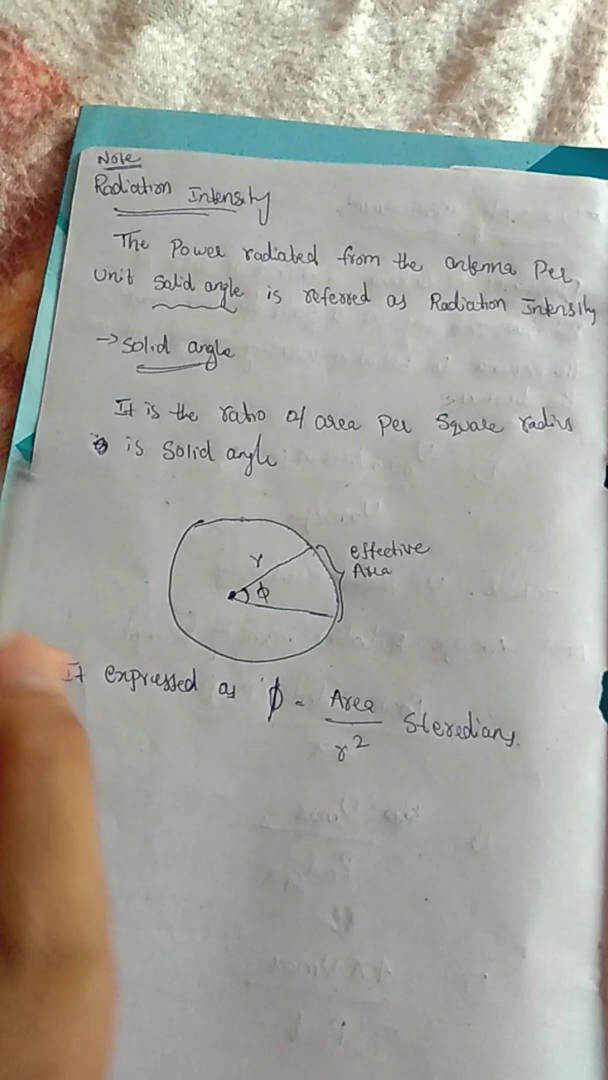 Note
Radiation Intensity
The Power radiated from the antenna Per
Unit Solid angle is referred as Radiation Intensity
→ Solid angle
It is the ratio of area per Square radius
is Solid angle
effective
Area
r
ϕ
It expressed as ϕ = Area / r² Steredians.